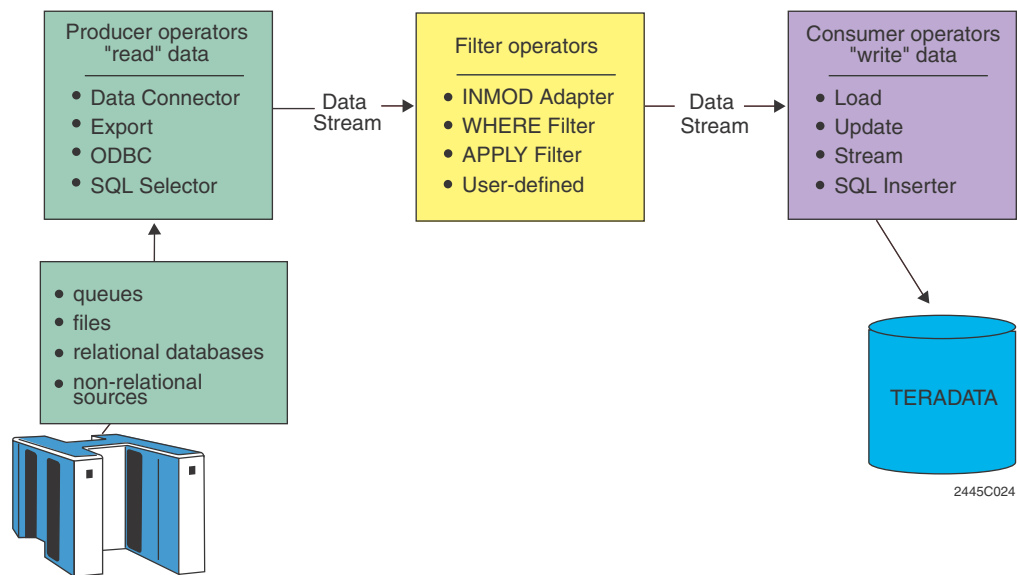 Producer operators
"read" data
• Data Connector
• Export
• ODBC
• SQL Selector
Data
Stream
Filter operators
• INMOD Adapter
• WHERE Filter
• APPLY Filter
• User-defined
Data
Stream
Consumer operators
"write" data
• Load
• Update
• Stream
• SQL Inserter
• queues
• files
• relational databases
• non-relational
sources
TERADATA
2445C024